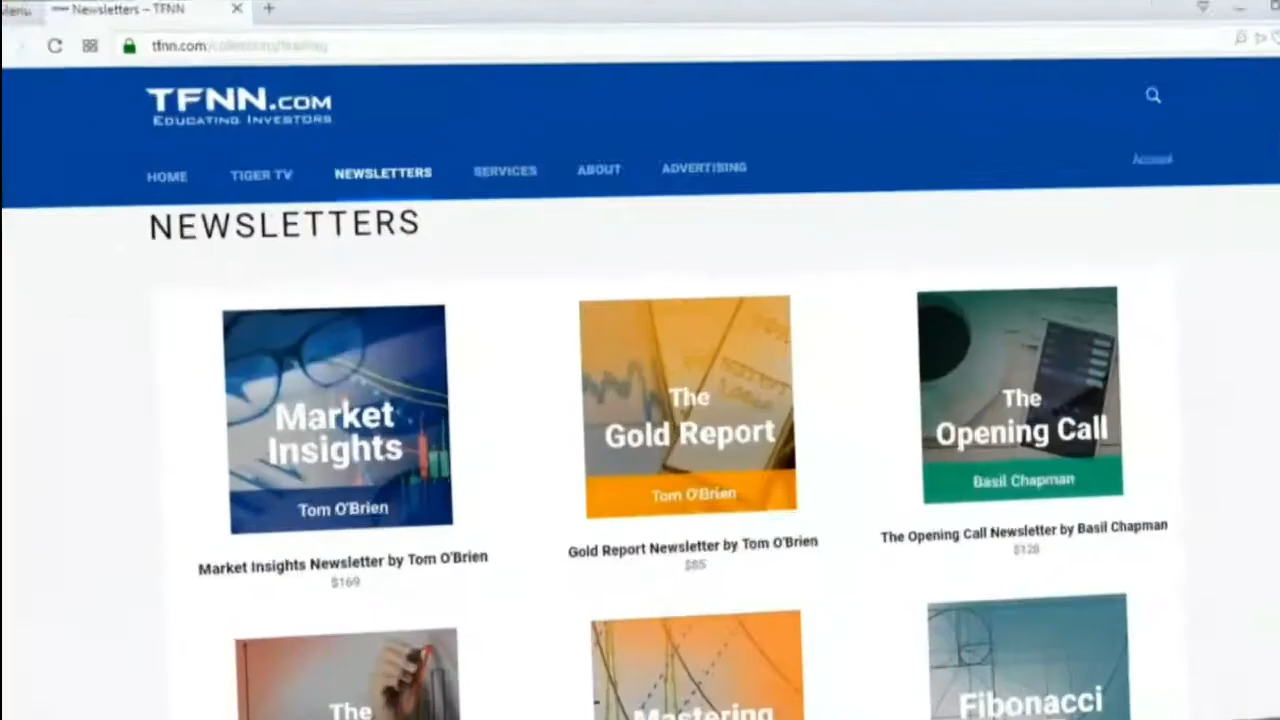 Newsletters – TFNN
tfnn.com
TFNN.COM
EDUCATING INVESTORS
HOME TIGER TV NEWSLETTERS SERVICES ABOUT ADVERTISING
Account
NEWSLETTERS
Market
Insights
Tom O'Brien
Market Insights Newsletter by Tom O'Brien
$169
The
Gold Report
Tom O'Brien
Gold Report Newsletter by Tom O'Brien
The
Opening Call
Basil Chapman
The Opening Call Newsletter by Basil Chapman
The
Mastering
Fibonacci